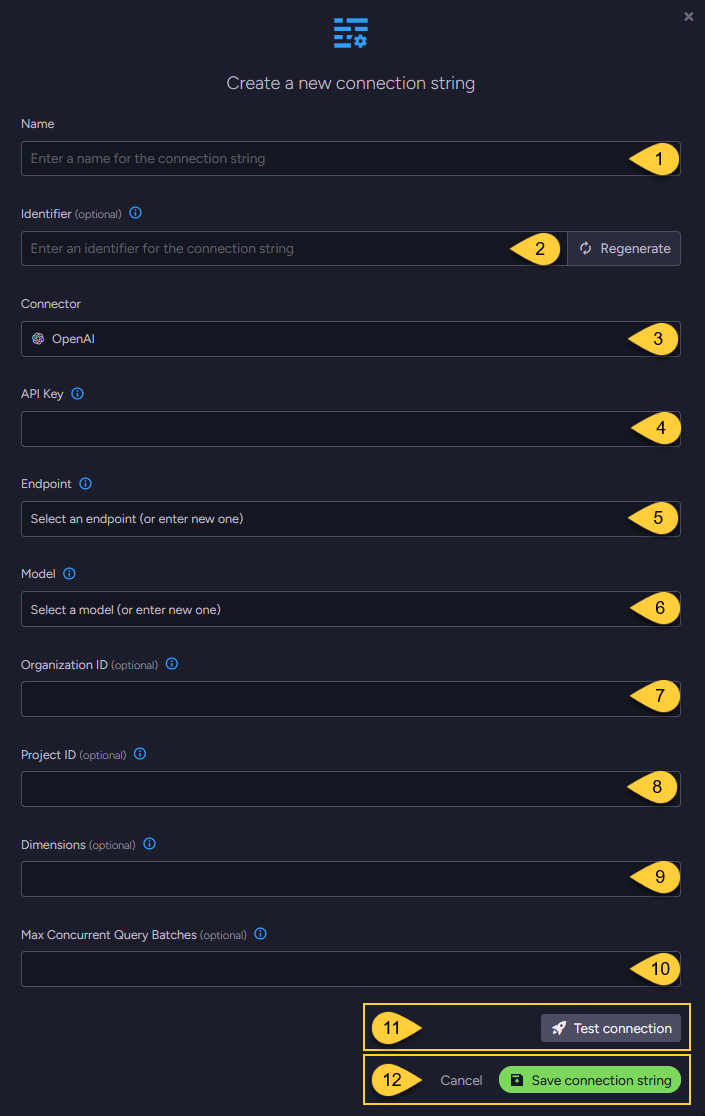 ×
Create a new connection string
Name
Enter a name for the connection string 1
Identifier (optional)
Enter an identifier for the connection string 2 Regenerate
Connector
OpenAI 3
API Key
4
Endpoint
Select an endpoint (or enter new one) 5
Model
Select a model (or enter new one) 6
Organization ID (optional)
7
Project ID (optional)
8
Dimensions (optional)
9
Max Concurrent Query Batches (optional)
10
11 Test connection
12 Cancel Save connection string